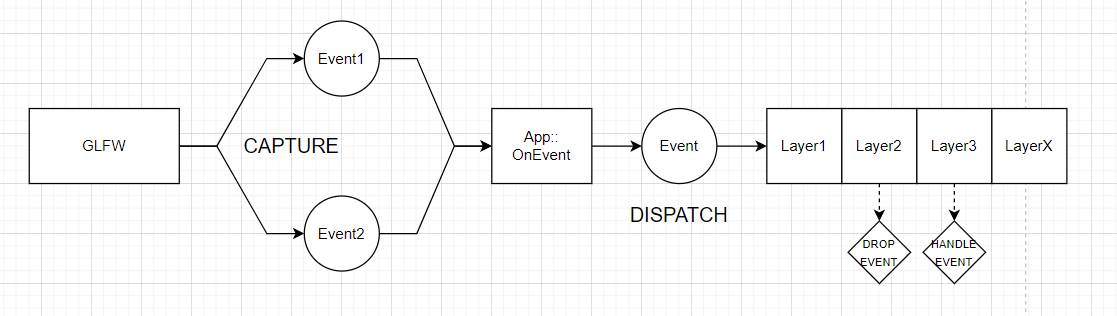 GLFW
CAPTURE
Event1
Event2
App::
OnEvent
Event
DISPATCH
Layer1
Layer2
Layer3
LayerX
DROP
EVENT
HANDLE
EVENT